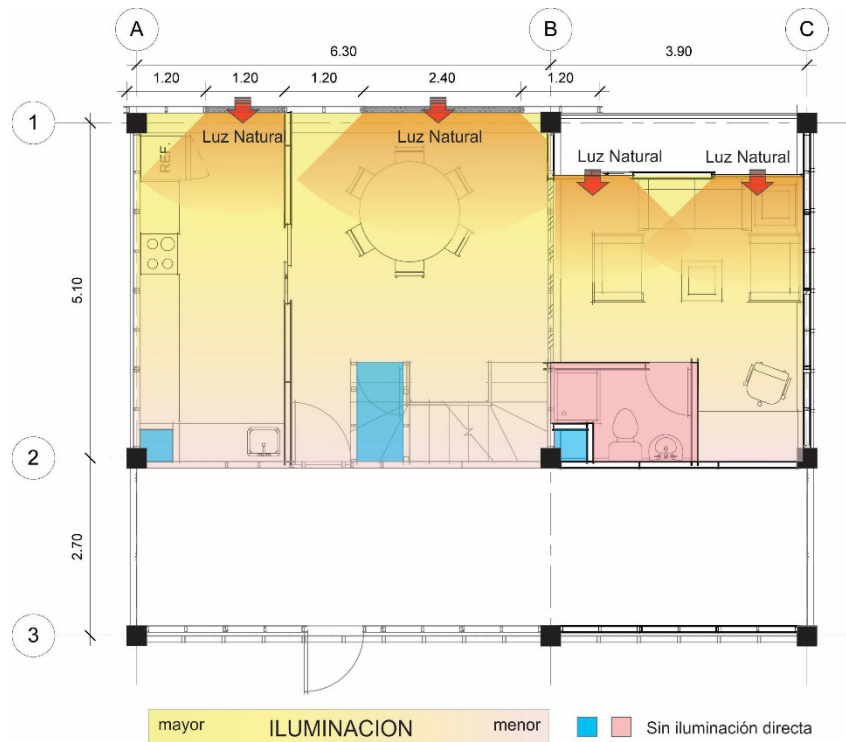 A
B
C
6.30
3.90
1.20
1.20
1.20
2.40
1.20
1
Luz Natura
Luz Natural
Luz Natural
Luz Natural
REF.
5.10
2
2.70
3
mayor
ILUMINACION
menor
Sin iluminación directa